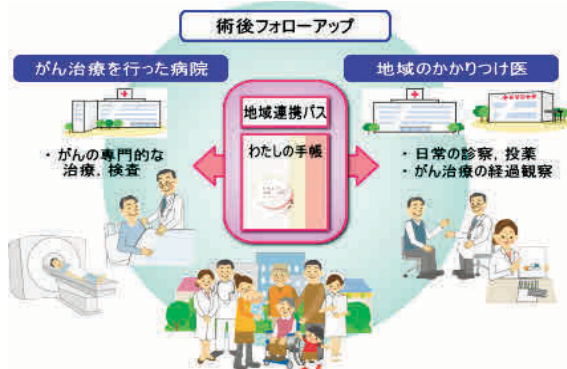 術後フォローアップ
がん治療を行った病院
地域のかかりつけ医
地域連携パス
わたしの手帳
・がんの専門的な
治療，検査
・日常の診察，投薬
・がん治療の経過観察